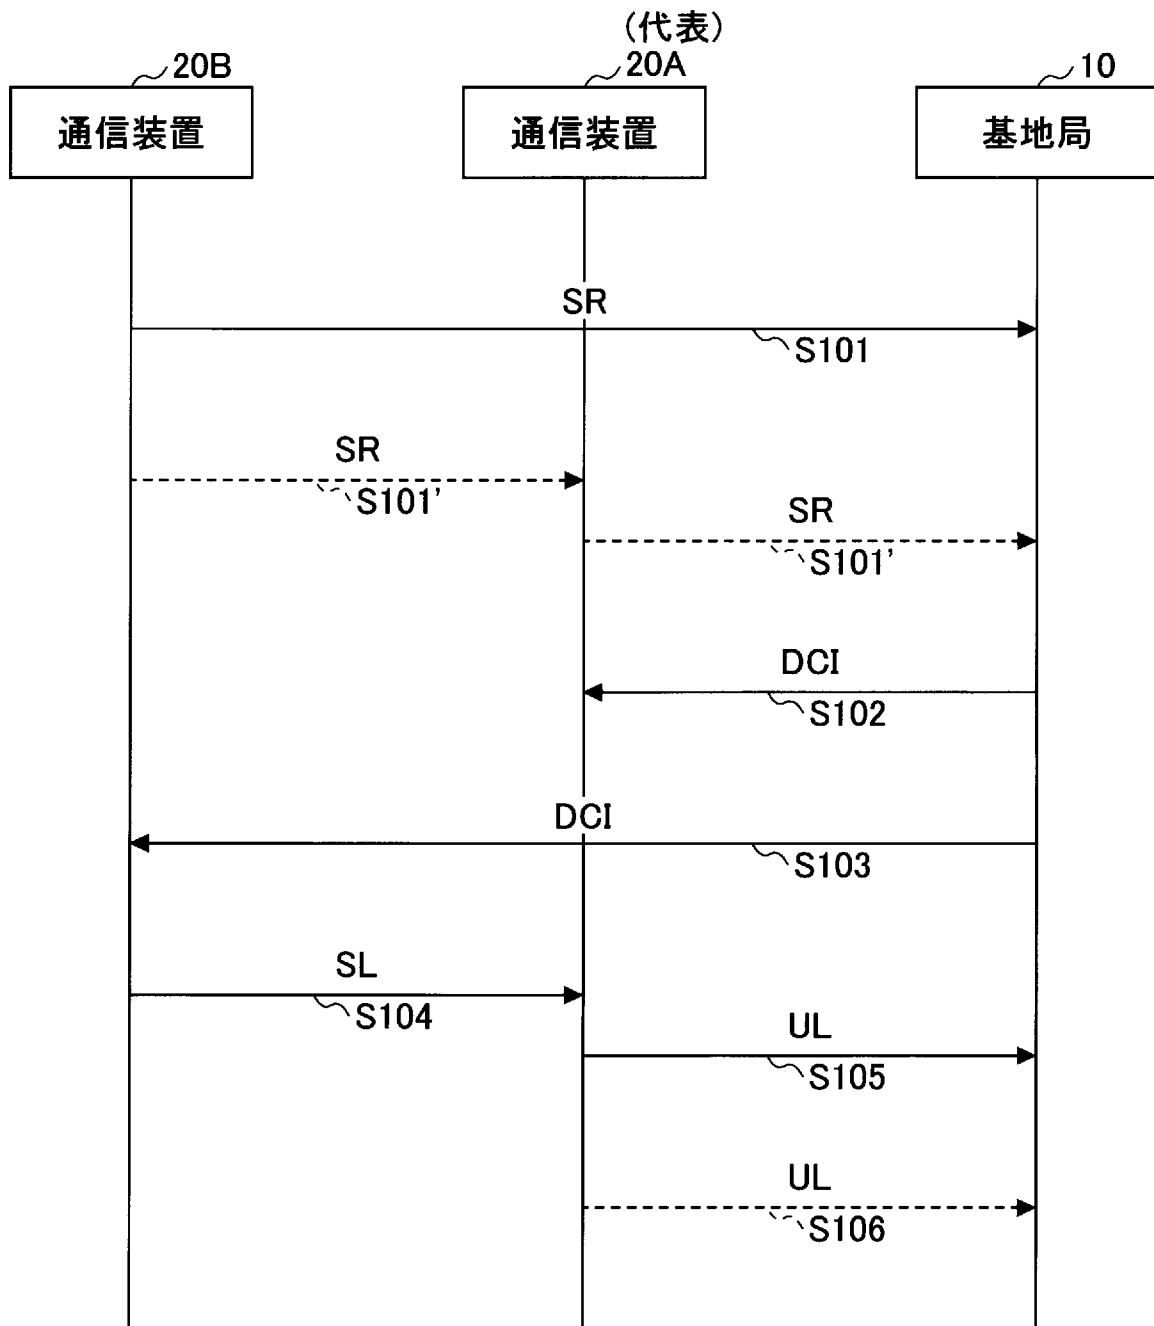 (代表)
20B
20A
10
通信装置
通信装置
基地局
SR
S101
SR
S101'
SR
S101'
DCI
S102
DCI
S103
SL
S104
UL
S105
UL
S106